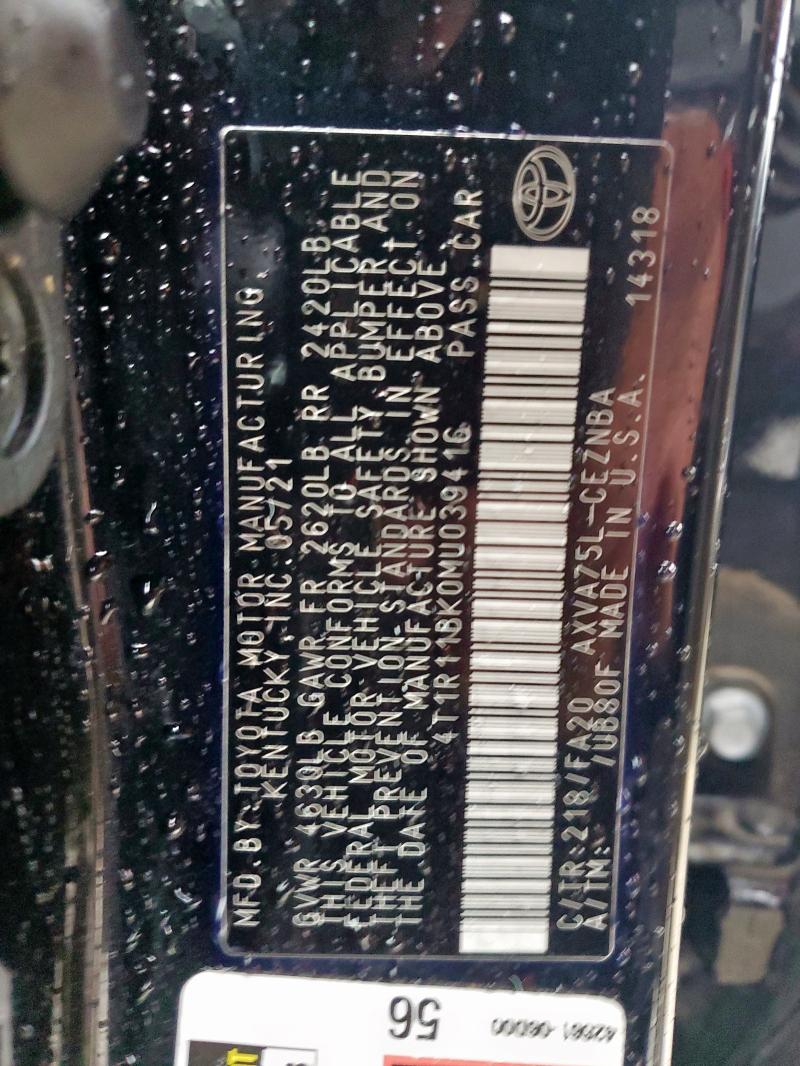 MFD.BY:TOYOTA MOTOR MANUFACTURING,
KENTUCKY, INC. 05/21
GVWR 4630LB GAWR FR 2620LB RR 2420LB
THIS VEHICLE CONFORMS TO ALL APPLICABLE
FEDERAL MOTOR VEHICLE SAFETY, BUMPER AND
THEFT PREVENTION STANDARDS IN EFFECT ON
THE DATE OF MANUFACTURE SHOWN ABOVE
4T1R11BK0MU039416 PASS.CAR
C/TR:218/FA20 AXVA75L-CEZNBA
A/TM: /UB80F MADE IN U.S.A. 14318
56